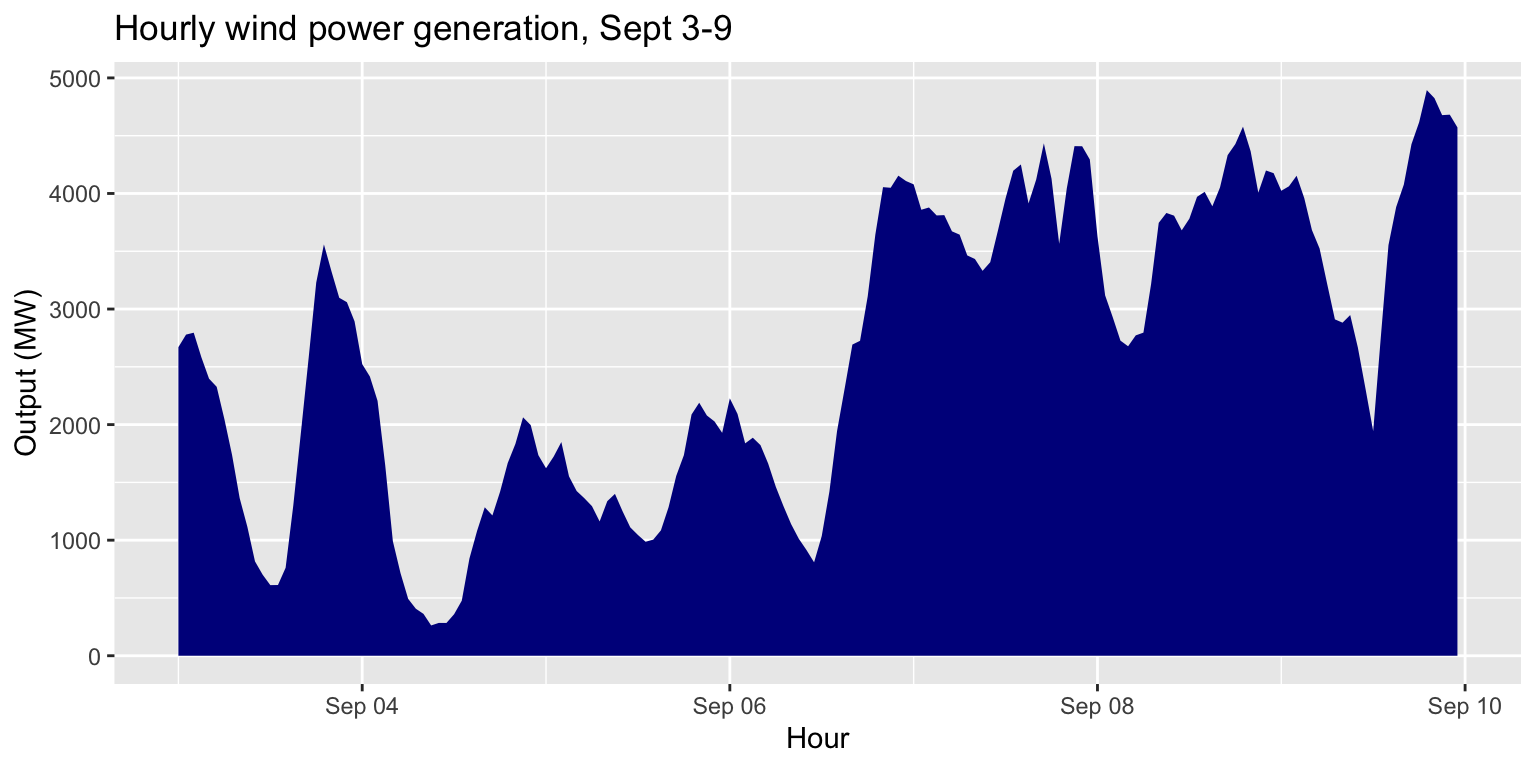 Hourly wind power generation, Sept 3-9
5000
4000
3000
2000
1000
0
Output (MW)
Sep 04
Sep 06
Sep 08
Sep 10
Hour